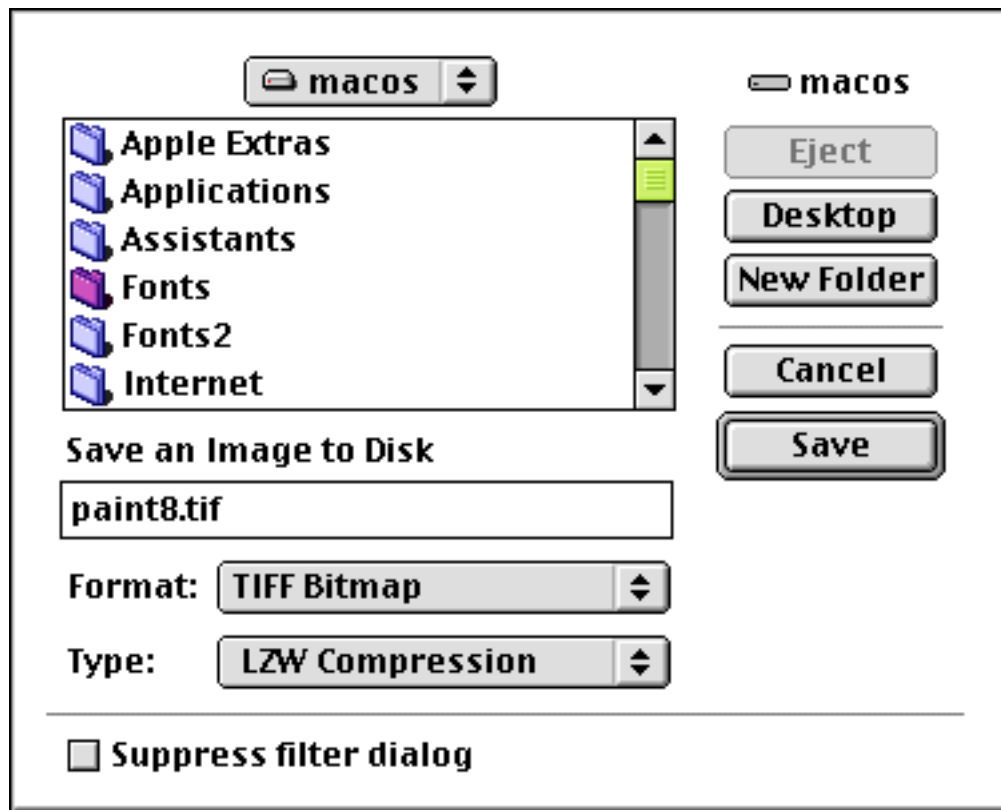 macos
macos
Apple Extras
Applications
Assistants
Fonts
Fonts2
Internet
Eject
Desktop
New Folder
Cancel
Save
Save an Image to Disk
paint8.tif
Format: TIFF Bitmap
Type: LZW Compression
Suppress filter dialog